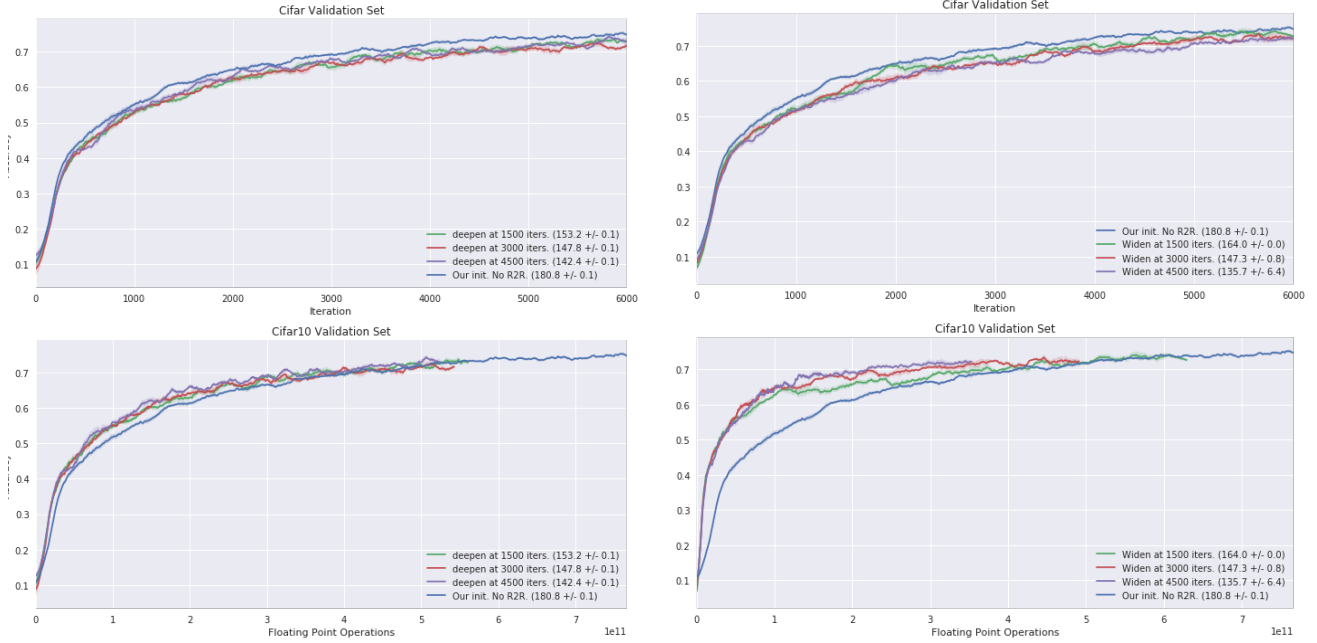 Cifar Validation Set
0.7
0.6
0.5
0.4
0.3
0.2
0.1
deepen at 1500 iters. (153.2 +/- 0.1)
deepen at 3000 iters. (147.8 +/- 0.1)
deepen at 4500 iters. (142.4 +/- 0.1)
Our init. No R2R. (180.8 +/- 0.1)
0 1000 2000 3000 4000 5000 6000
Iteration
Cifar Validation Set
0.7
0.6
0.5
0.4
0.3
0.2
0.1
Our init. No R2R. (180.8 +/- 0.1)
Widen at 1500 iters. (164.0 +/- 0.0)
Widen at 3000 iters. (147.3 +/- 0.8)
Widen at 4500 iters. (135.7 +/- 6.4)
0 1000 2000 3000 4000 5000 6000
Iteration
Cifar10 Validation Set
0.7
0.6
0.5
0.4
0.3
0.2
0.1
deepen at 1500 iters. (153.2 +/- 0.1)
deepen at 3000 iters. (147.8 +/- 0.1)
deepen at 4500 iters. (142.4 +/- 0.1)
Our init. No R2R. (180.8 +/- 0.1)
0 1 2 3 4 5 6 7
Floating Point Operations 1e11
Cifar10 Validation Set
0.7
0.6
0.5
0.4
0.3
0.2
0.1
Widen at 1500 iters. (164.0 +/- 0.0)
Widen at 3000 iters. (147.3 +/- 0.8)
Widen at 4500 iters. (135.7 +/- 6.4)
Our init. No R2R. (180.8 +/- 0.1)
0 1 2 3 4 5 6 7
Floating Point Operations 1e11